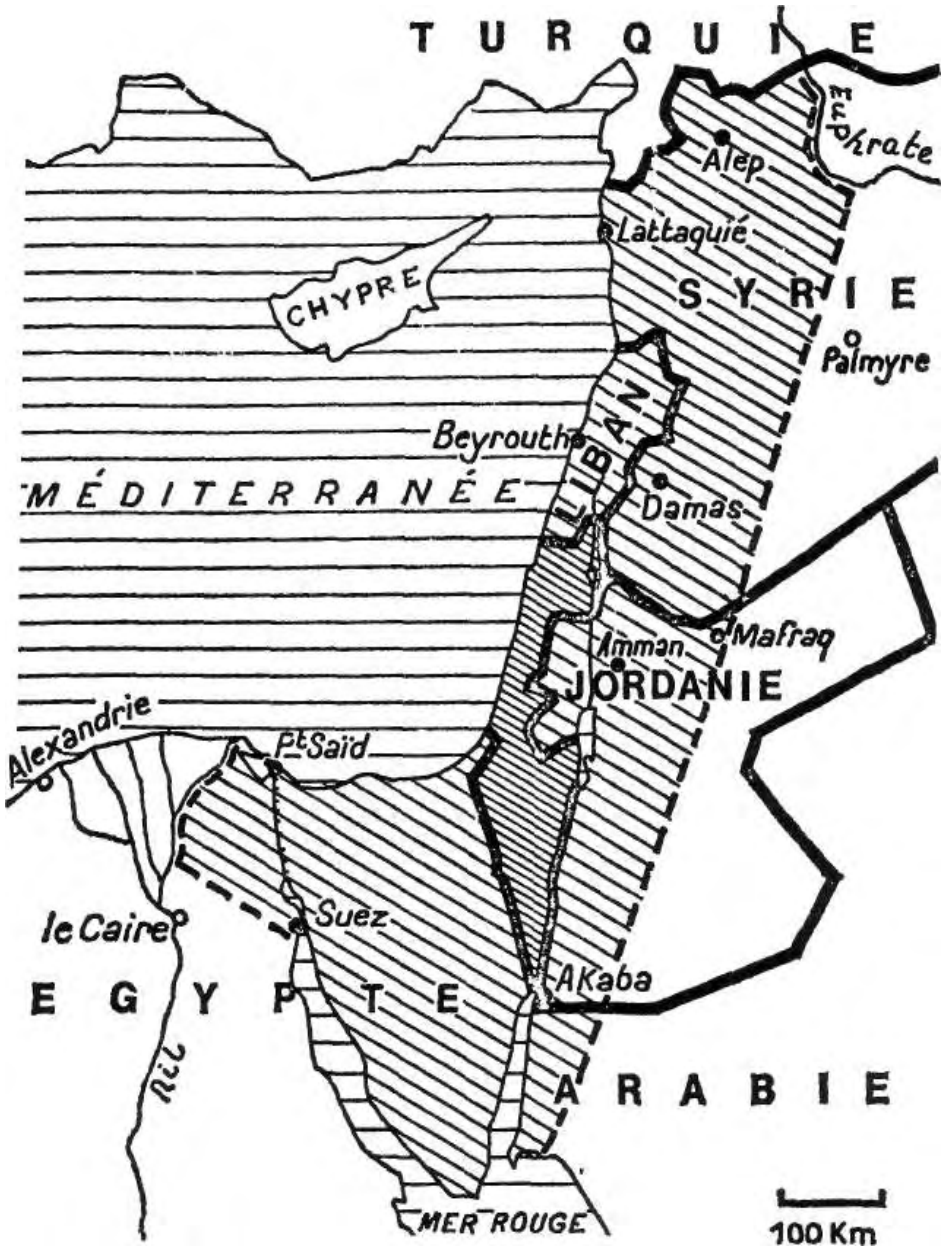 TURQUIE
Euphrate
Alep
Lattaquié
CHYPRE
SYRIE
Palmyre
LIBAN
Beyrouth
MÉDITERRANÉE
Damas
Mafraq
Amman
JORDANIE
Alexandrie
Pt Saïd
le Caire
Suez
AKaba
EGYPTE
nil
ARABIE
MER ROUGE
100 Km